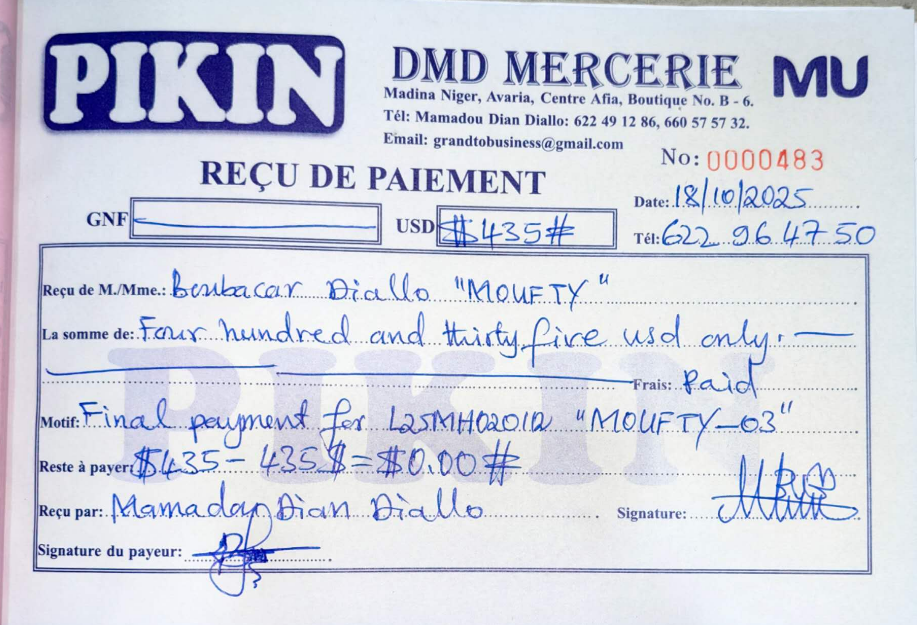 PIKIN
DMD MERCERIE
MU
Madina Niger, Avaria, Centre Afia, Boutique No. B - 6.
Tél: Mamadou Dian Diallo: 622 49 12 86, 660 57 57 32.
Email: grandtobusiness@gmail.com
No: 0000483
REÇU DE PAIEMENT
Date: 18/10/2025
GNF
USD $435#
Tél: 622 96 47 50
Reçu de M./Mme.: Boubacar Diallo "MOUFTY"
La somme de: Four hundred and thirty five usd only.
Frais: Paid
Motif: Final payment for L25MH02012 "MOUFTY-03"
Reste à payer: $435 - 435$ = $0.00#
Reçu par: Mamadou Dian Diallo
Signature:
Signature du payeur:
PIKIN